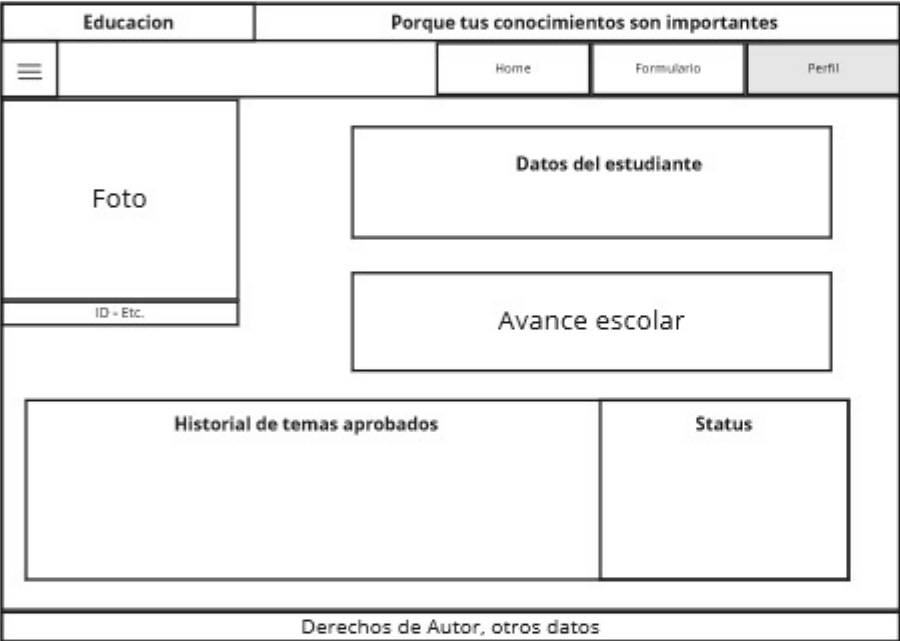 Educacion
Porque tus conocimientos son importantes
Home
Formulario
Perfil
Foto
ID - Etc.
Datos del estudiante
Avance escolar
Historial de temas aprobados
Status
Derechos de Autor, otros datos